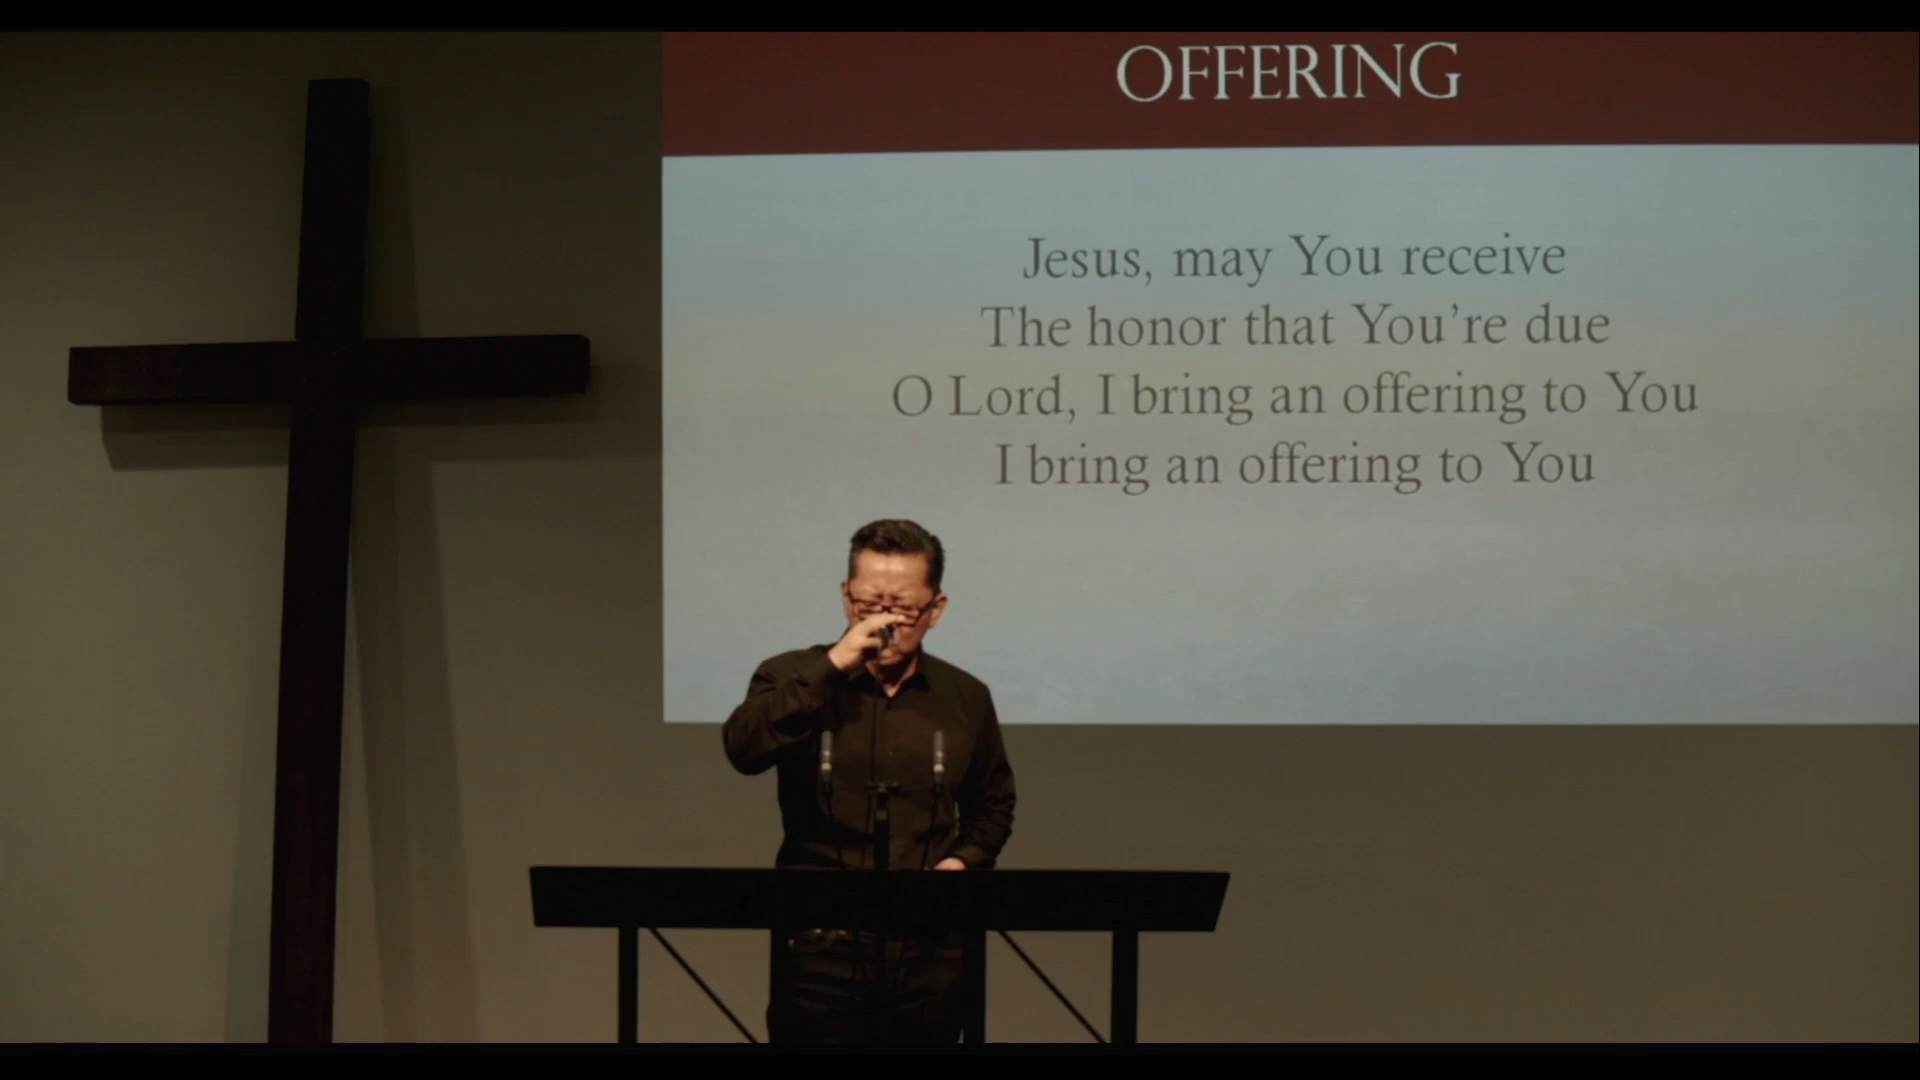 OFFERING
Jesus, may You receive
The honor that You're due
O Lord, I bring an offering to You
I bring an offering to You